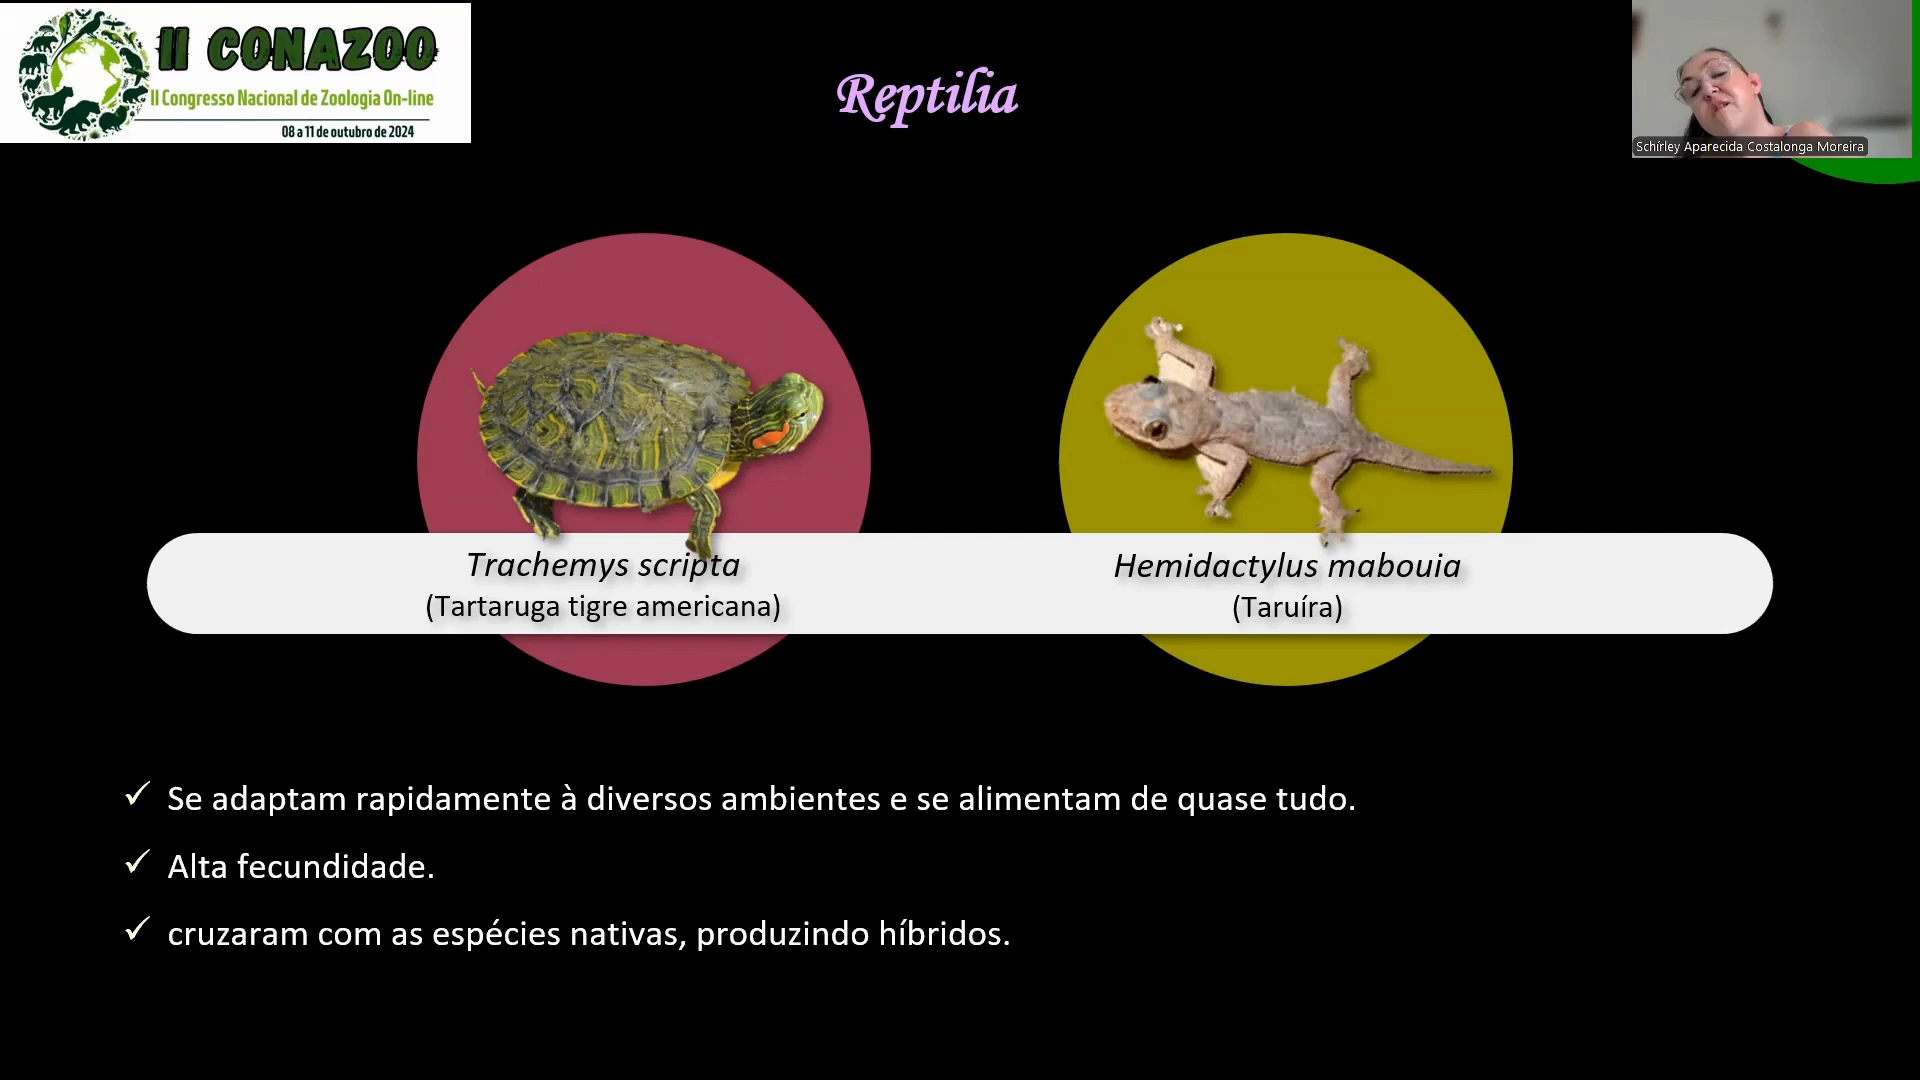 II CONAZOO
II Congresso Nacional de Zoologia On-line
08 a 11 de outubro de 2024
Reptilia
Schírley Aparecida Costalonga Moreira
Trachemys scripta
(Tartaruga tigre americana)
Hemidactylus mabouia
(Taruíra)
✓ Se adaptam rapidamente à diversos ambientes e se alimentam de quase tudo.
✓ Alta fecundidade.
✓ cruzaram com as espécies nativas, produzindo híbridos.